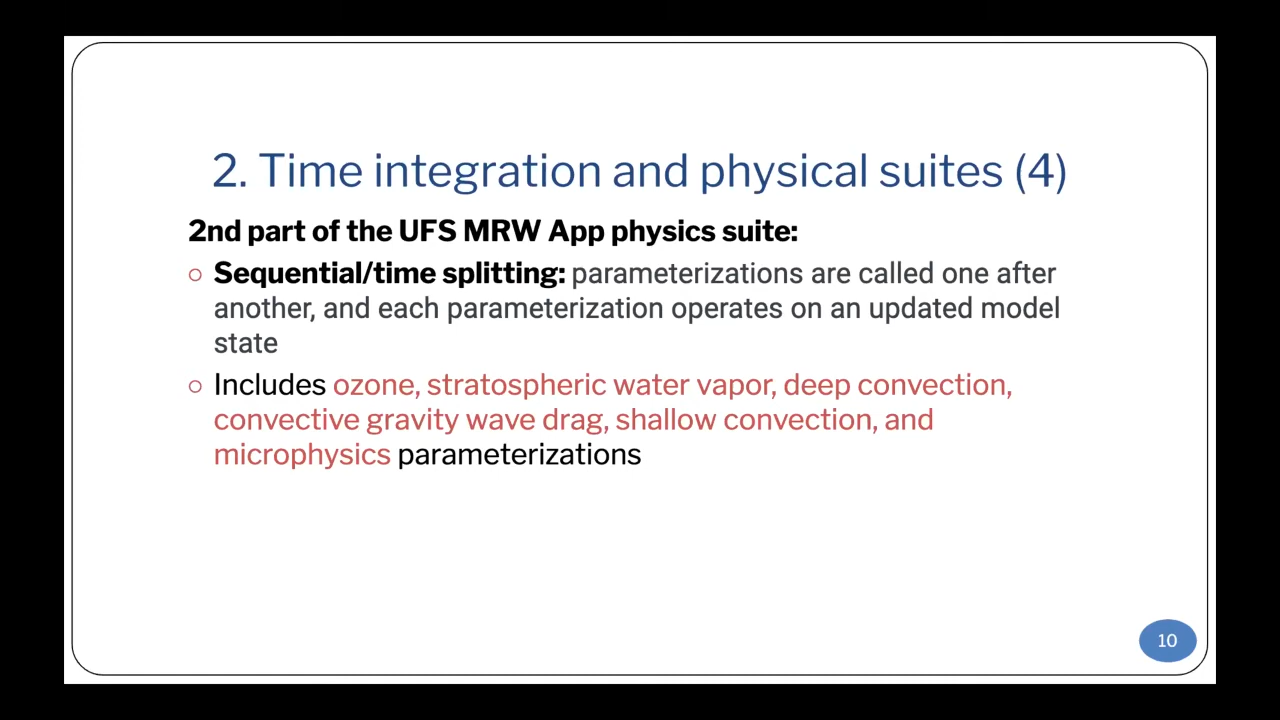 2. Time integration and physical suites (4)
2nd part of the UFS MRW App physics suite:
○ Sequential/time splitting: parameterizations are called one after
another, and each parameterization operates on an updated model
state
○ Includes ozone, stratospheric water vapor, deep convection,
convective gravity wave drag, shallow convection, and
microphysics parameterizations
10